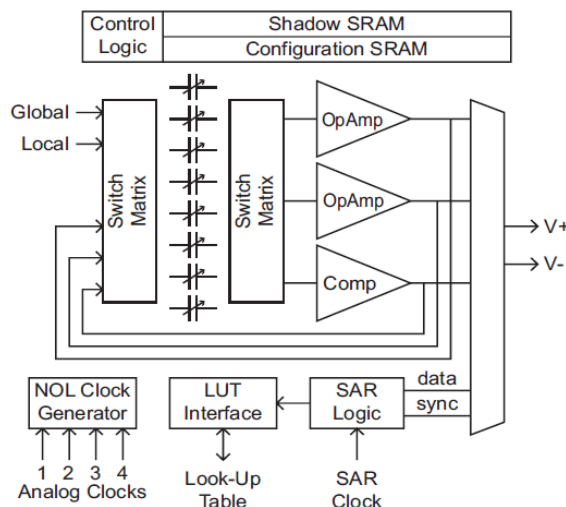 Control
Logic
Shadow SRAM
Configuration SRAM
Global
Local
Switch
Matrix
Switch
Matrix
OpAmp
OpAmp
Comp
V+
V-
NOL Clock
Generator
LUT
Interface
SAR
Logic
data
sync
1 2 3 4
Analog Clocks
Look-Up
Table
SAR
Clock